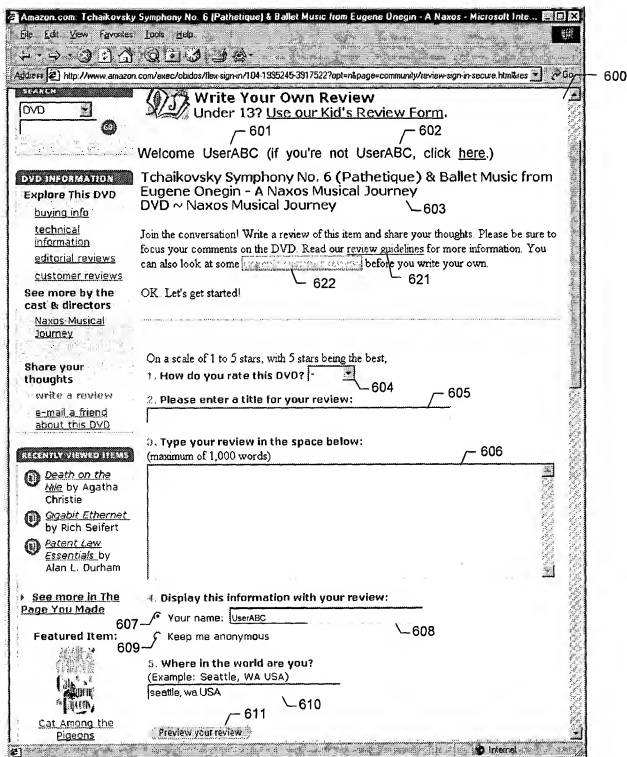 Amazon.com: Tchaikovsky Symphony No. 6 (Pathetique) & Ballet Music from Eugene Onegin - A Naxos - Microsoft Inte...
File Edit View Favorites Tools Help
Address http://www.amazon.com/exec/obidos/flex-sign-in/104-1995245-3917522?opt=n&page=community/review-sign-in-secure.html&res Go
600
SEARCH
DVD
GO!
Write Your Own Review
Under 13? Use our Kid's Review Form.
601 602
Welcome UserABC (if you're not UserABC, click here.)
DVD INFORMATION
Explore This DVD
buying info
technical
information
editorial reviews
customer reviews
See more by the
cast & directors
Naxos Musical
Journey
Share your
thoughts
write a review
e-mail a friend
about this DVD
RECENTLY VIEWED ITEMS
Death on the
Nile by Agatha
Christie
Gigabit Ethernet
by Rich Seifert
Patent Law
Essentials by
Alan L. Durham
See more in The
Page You Made
Featured Item:
Cat Among the
Pigeons
Tchaikovsky Symphony No. 6 (Pathetique) & Ballet Music from
Eugene Onegin - A Naxos Musical Journey
DVD ~ Naxos Musical Journey
603
Join the conversation! Write a review of this item and share your thoughts. Please be sure to
focus your comments on the DVD. Read our review guidelines for more information. You
can also look at some before you write your own.
622 621
OK. Let's get started!
On a scale of 1 to 5 stars, with 5 stars being the best,
1. How do you rate this DVD? -
604
605
2. Please enter a title for your review:
3. Type your review in the space below:
(maximum of 1,000 words)
606
4. Display this information with your review:
607 Your name: UserABC
608
609 Keep me anonymous
5. Where in the world are you?
(Example: Seattle, WA USA)
seattle, wa USA
610
611
Preview your review
Internet